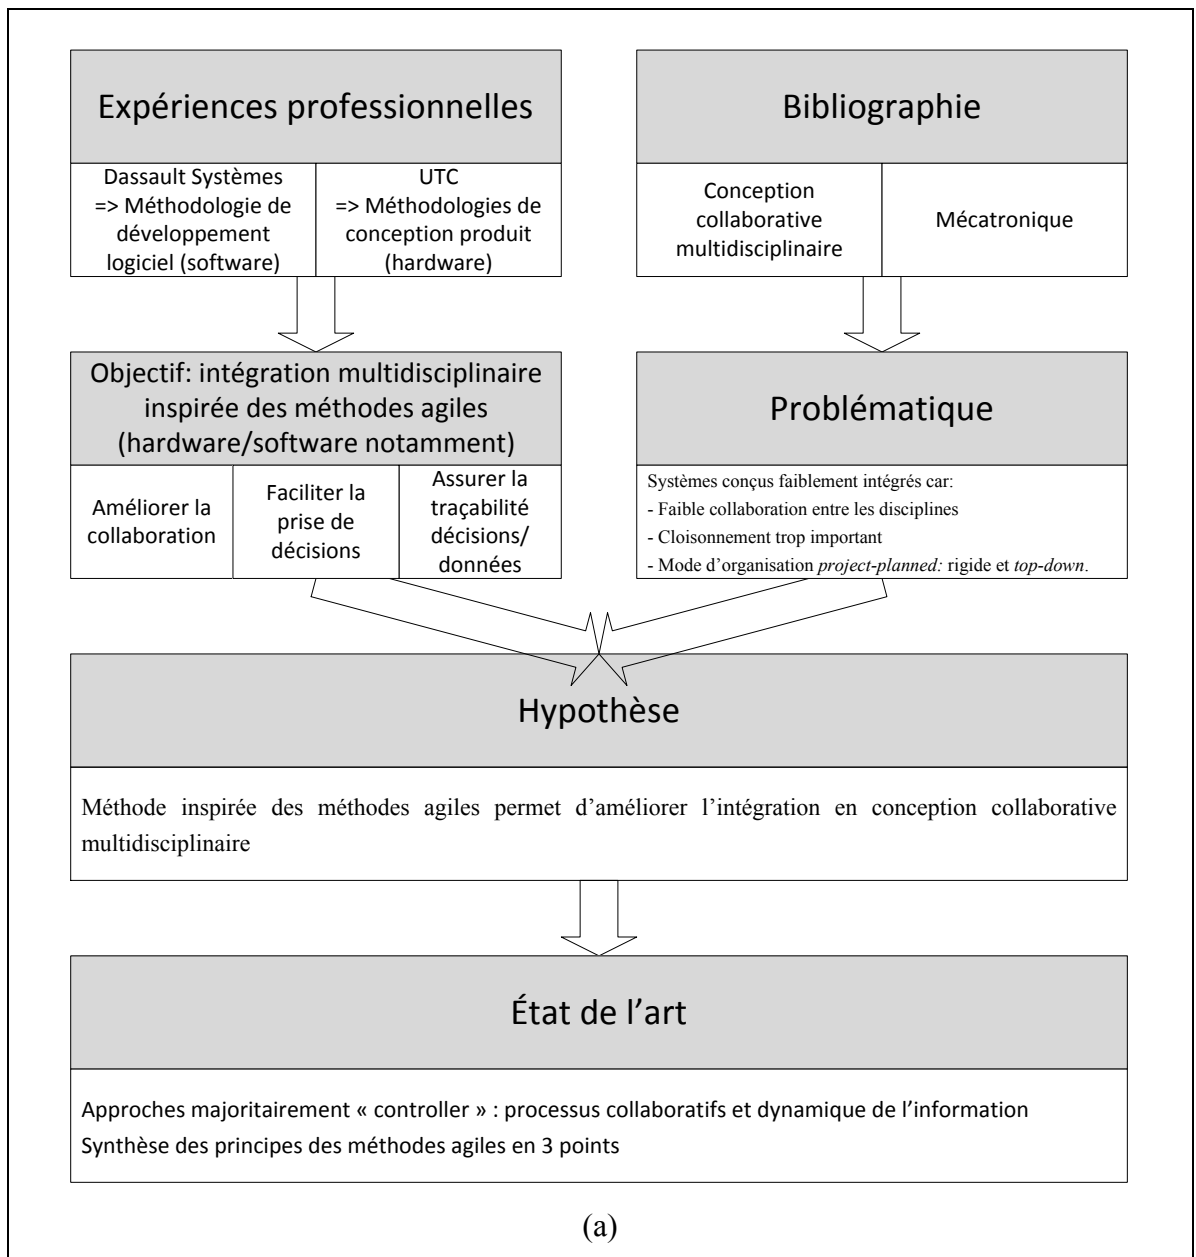 Expériences professionnelles
Dassault Systèmes
=> Méthodologie de
développement
logiciel (software)
UTC
=> Méthodologies de
conception produit
(hardware)
Bibliographie
Conception
collaborative
multidisciplinaire
Mécatronique
Objectif: intégration multidisciplinaire
inspirée des méthodes agiles
(hardware/software notamment)
Améliorer la
collaboration
Faciliter la
prise de
décisions
Assurer la
traçabilité
décisions/
données
Problématique
Systèmes conçus faiblement intégrés car:
- Faible collaboration entre les disciplines
- Cloisonnement trop important
- Mode d’organisation project-planned: rigide et top-down.
Hypothèse
Méthode inspirée des méthodes agiles permet d’améliorer l’intégration en conception collaborative
multidisciplinaire
État de l’art
Approches majoritairement « controller » : processus collaboratifs et dynamique de l’information
Synthèse des principes des méthodes agiles en 3 points
(a)